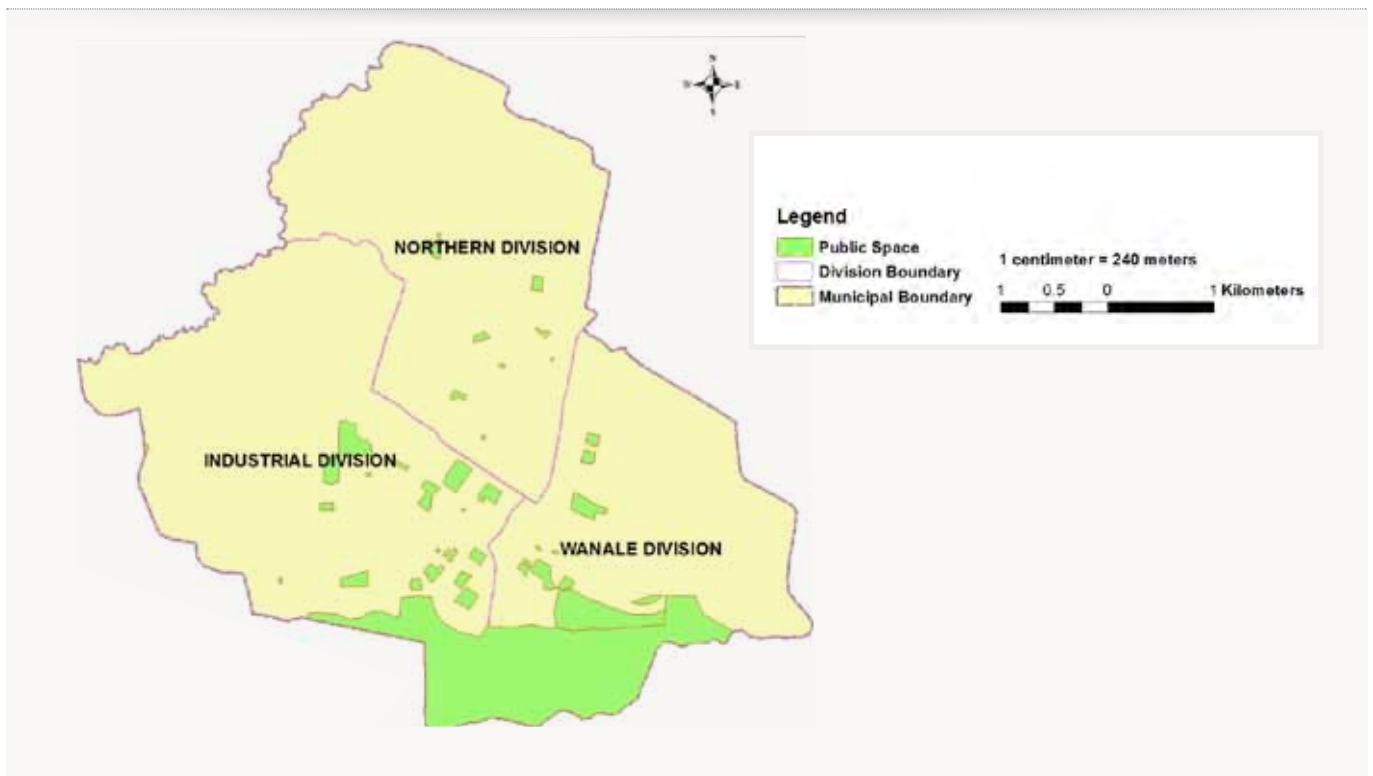 N
E
S
NORTHERN DIVISION
Legend
Public Space
Division Boundary
Municipal Boundary
1 centimeter = 240 meters
1 0.5 0 1 Kilometers
INDUSTRIAL DIVISION
WANALE DIVISION